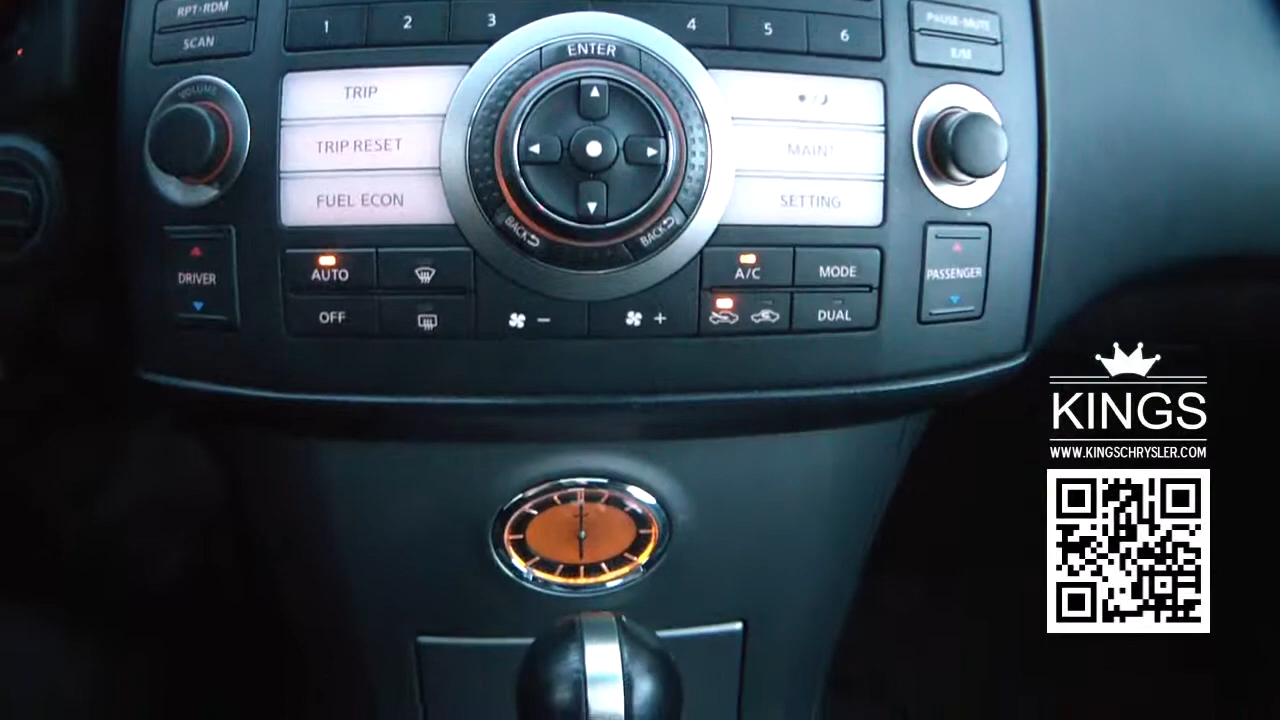 RPT·RDM
SCAN
1
2
3
4
5
6
PAUSE·MUTE
VOLUME
ENTER
TRIP
TRIP RESET
FUEL ECON
MAINT
SETTING
BACK
BACK
DRIVER
AUTO
OFF
−
+
A/C
MODE
DUAL
PASSENGER
KINGS
WWW.KINGSCHRYSLER.COM